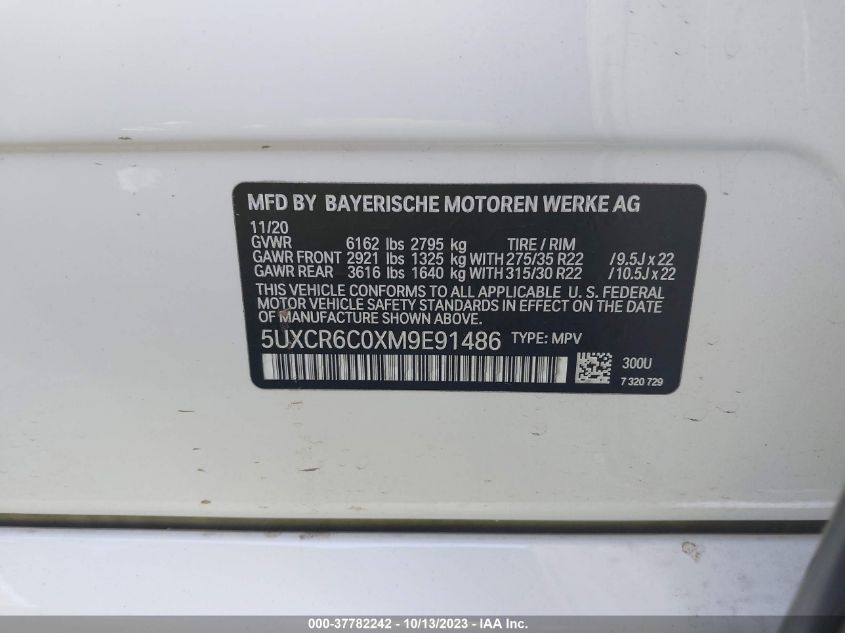 MFD BY BAYERISCHE MOTOREN WERKE AG
11/20
GVWR 6162 lbs 2795 kg TIRE / RIM
GAWR FRONT 2921 lbs 1325 kg WITH 275/35 R22 / 9.5J x 22
GAWR REAR 3616 lbs 1640 kg WITH 315/30 R22 / 10.5J x 22
THIS VEHICLE CONFORMS TO ALL APPLICABLE U. S. FEDERAL
MOTOR VEHICLE SAFETY STANDARDS IN EFFECT ON THE DATE
OF MANUFACTURE SHOWN ABOVE.
5UXCR6C0XM9E91486 TYPE: MPV
300U
7 320 729
000-37782242 - 10/13/2023 - IAA Inc.